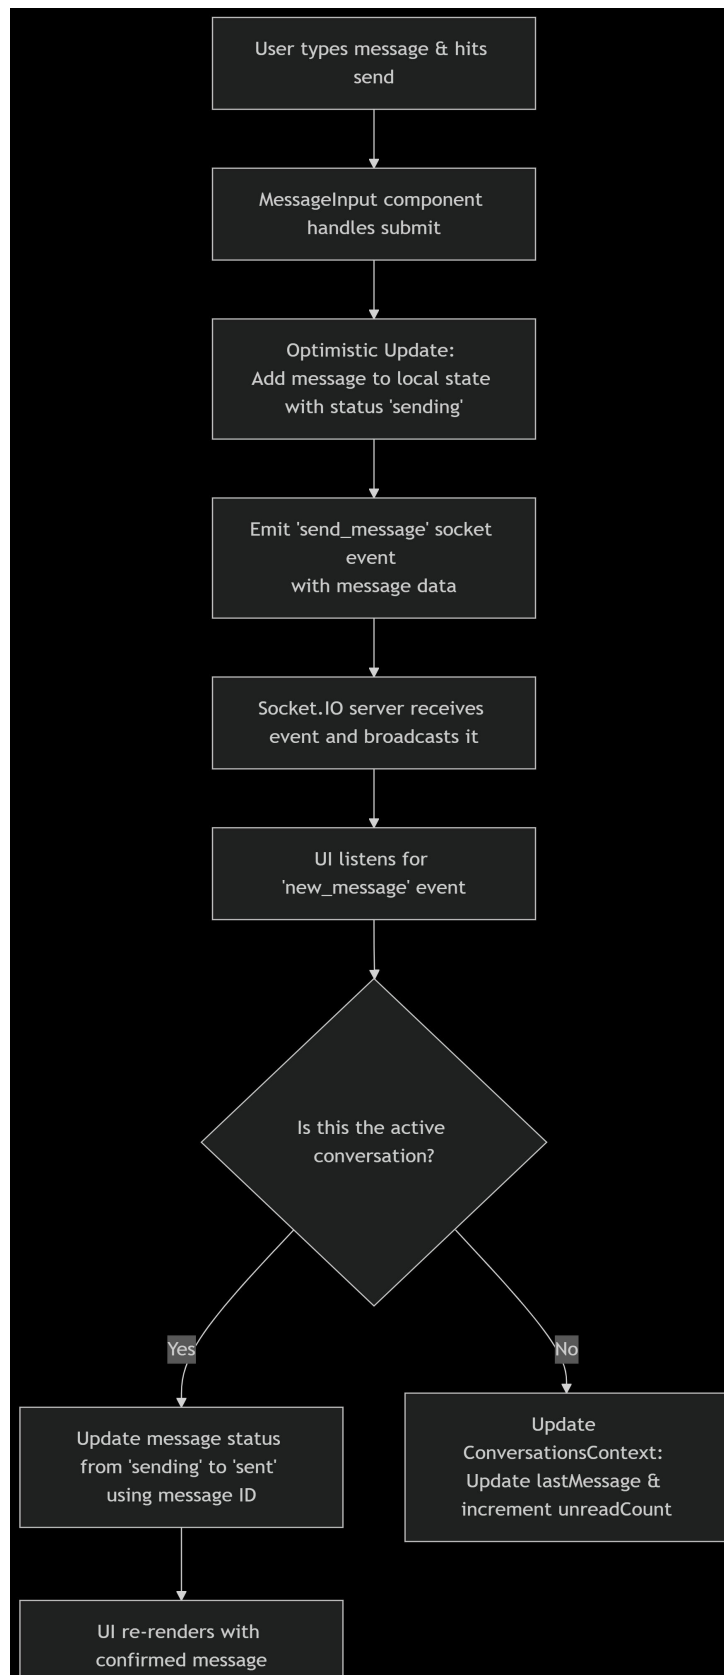 User types message & hits
send
MessageInput component
handles submit
Optimistic Update:
Add message to local state
with status 'sending'
Emit 'send_message' socket
event
with message data
Socket.IO server receives
event and broadcasts it
UI listens for
'new_message' event
Is this the active
conversation?
Yes
No
Update message status
from 'sending' to 'sent'
using message ID
Update
ConversationsContext:
Update lastMessage &
increment unreadCount
UI re-renders with
confirmed message